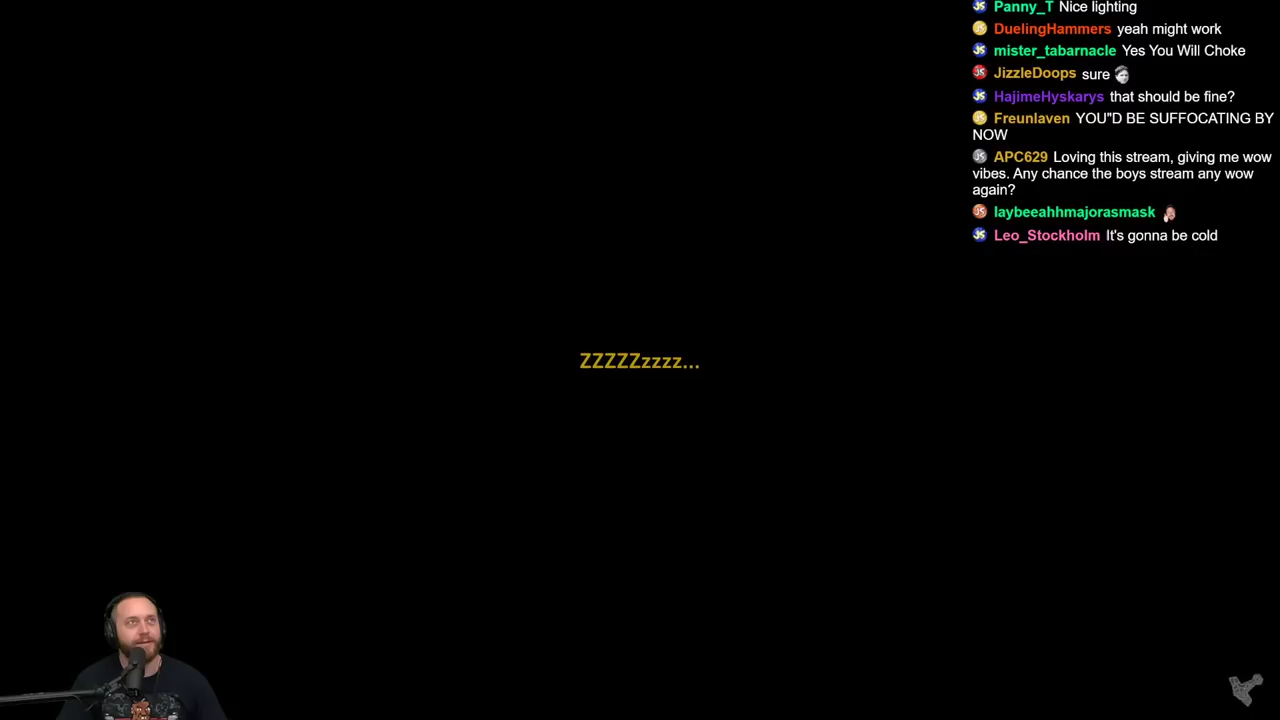 Panny_T Nice lighting
DuelingHammers yeah might work
mister_tabarnacle Yes You Will Choke
JizzleDoops sure
HajimeHyskarys that should be fine?
Freunlaven YOU"D BE SUFFOCATING BY
NOW
APC629 Loving this stream, giving me wow
vibes. Any chance the boys stream any wow
again?
laybeeahhmajorasmask
Leo_Stockholm It's gonna be cold
ZZZZZzzzz...